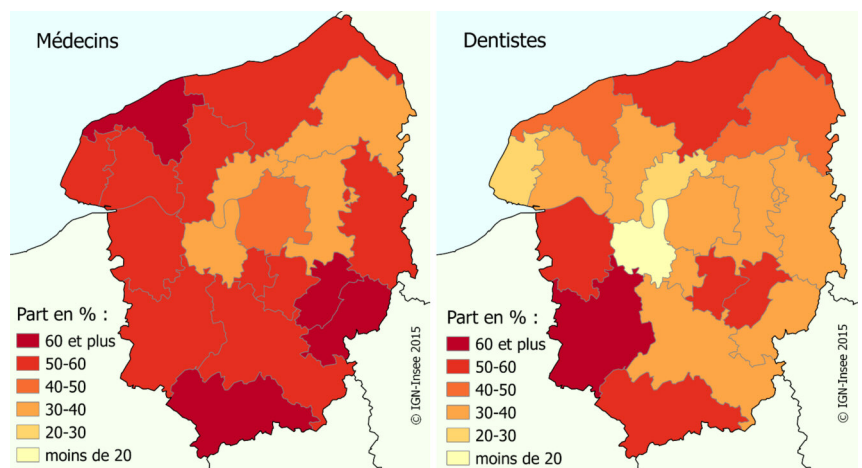 Médecins
Part en % :
60 et plus
50-60
40-50
30-40
20-30
moins de 20
© IGN-Insee 2015
Dentistes
Part en % :
60 et plus
50-60
40-50
30-40
20-30
moins de 20
© IGN-Insee 2015